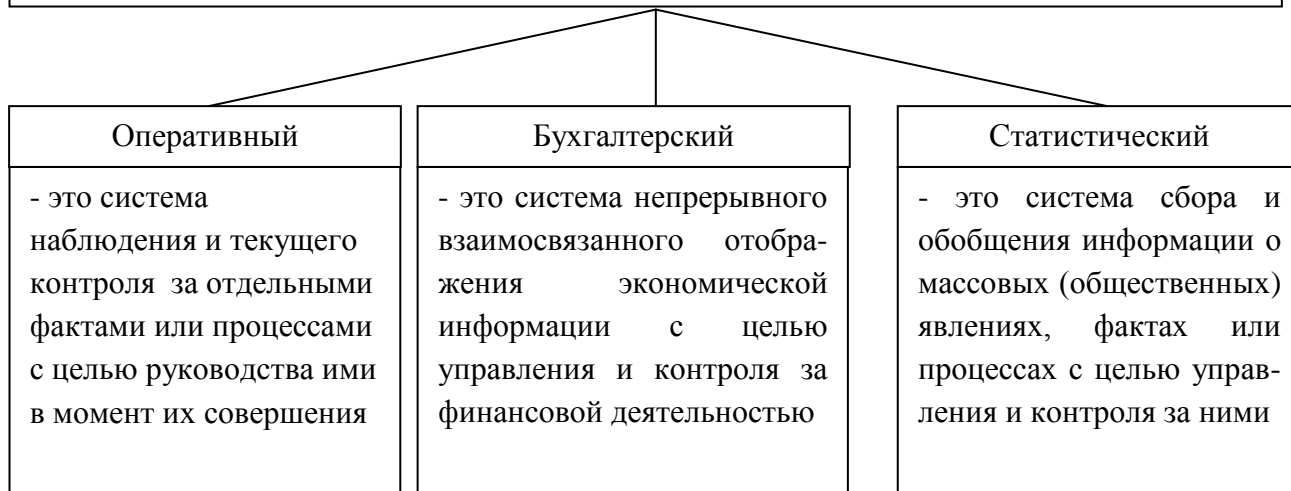 Оперативный
- это система
наблюдения и текущего
контроля за отдельными
фактами или процессами
с целью руководства ими
в момент их совершения
Бухгалтерский
- это система непрерывного
взаимосвязанного отобра-
жения экономической
информации с целью
управления и контроля за
финансовой деятельностью
Статистический
- это система сбора и
обобщения информации о
массовых (общественных)
явлениях, фактах или
процессах с целью управ-
ления и контроля за ними